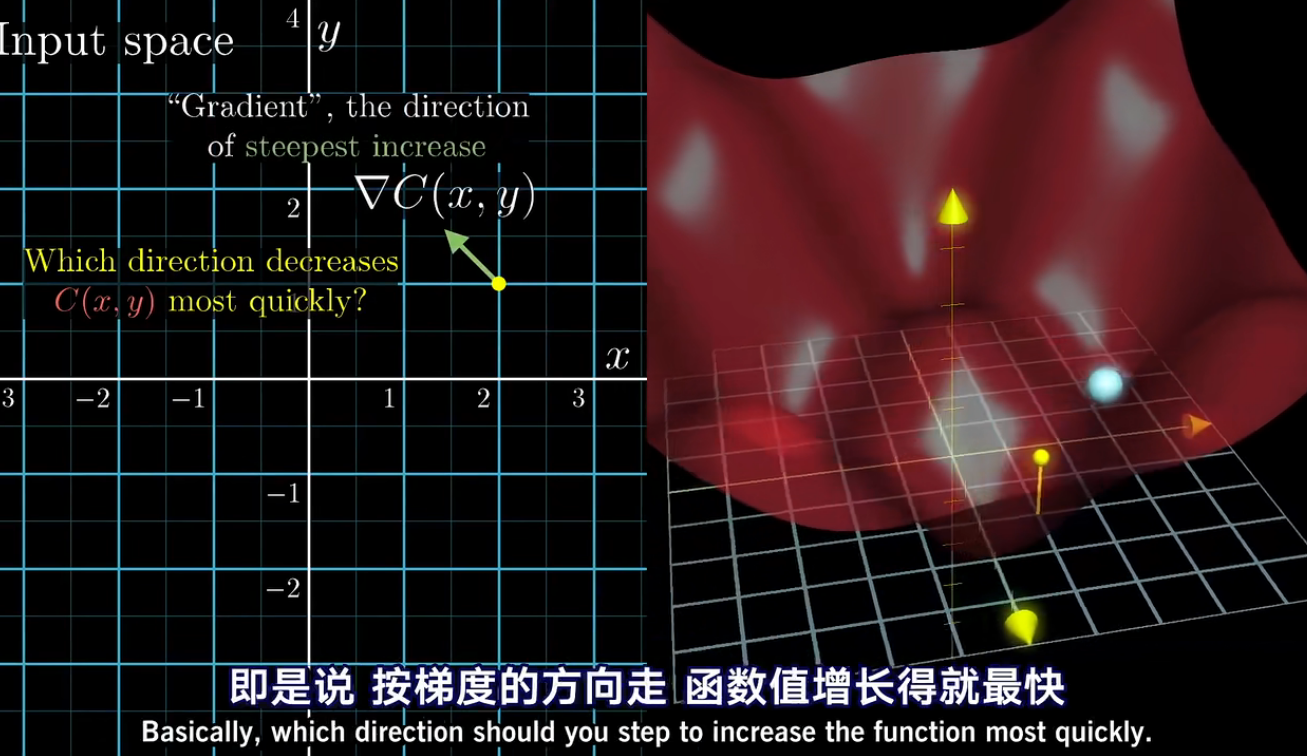 Input space
4
y
“Gradient”, the direction
of steepest increase
∇C(x, y)
2
Which direction decreases
C(x, y) most quickly?
x
3 −2 −1 1 2 3
−1
−2
即是说 按梯度的方向走 函数值增长得就最快
Basically, which direction should you step to increase the function most quickly.